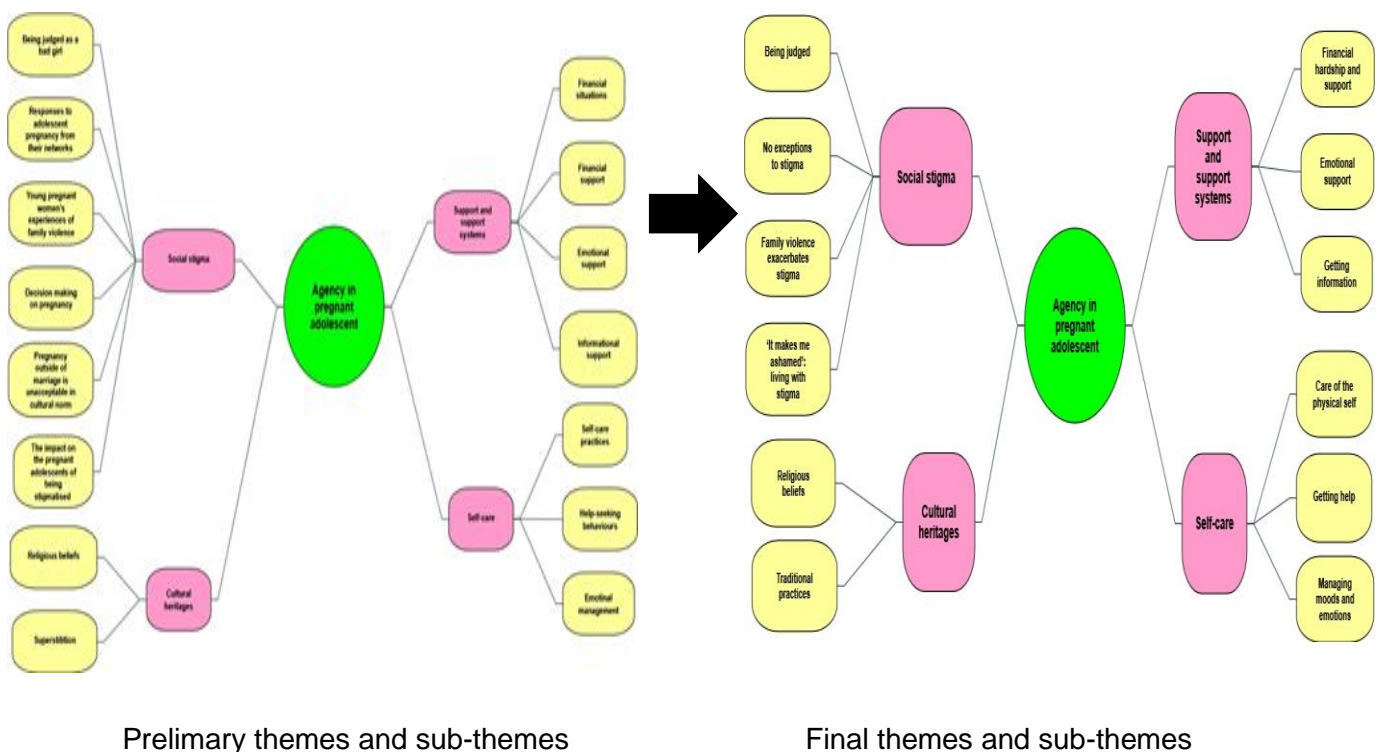 Being judged as a
bad girl
Responses to
adolescent
pregnancy from
their networks
Young pregnant
women's
experiences of
family violence
Decision making
on pregnancy
Pregnancy
outside of
marriage is
unacceptable in
cultural norm
The impact on
the pregnant
adolescents of
being
stigmatised
Religious beliefs
Superstitition
Social stigma
Cultural
heritages
Agency in
pregnant
adolescent
Support and
support
systems
Self-care
Financial
situations
Financial
support
Emotional
support
Informational
support
Self-care
practices
Help-seeking
behaviours
Emotinal
management
Being judged
No exceptions
to stigma
Family violence
exacerbates
stigma
'It makes me
ashamed':
living with
stigma
Religious
beliefs
Traditional
practices
Social stigma
Cultural
heritages
Agency in
pregnant
adolescent
Support
and
support
systems
Self-care
Financial
hardship and
support
Emotional
support
Getting
information
Care of the
physical self
Getting help
Managing
moods and
emotions
Prelimary themes and sub-themes
Final themes and sub-themes